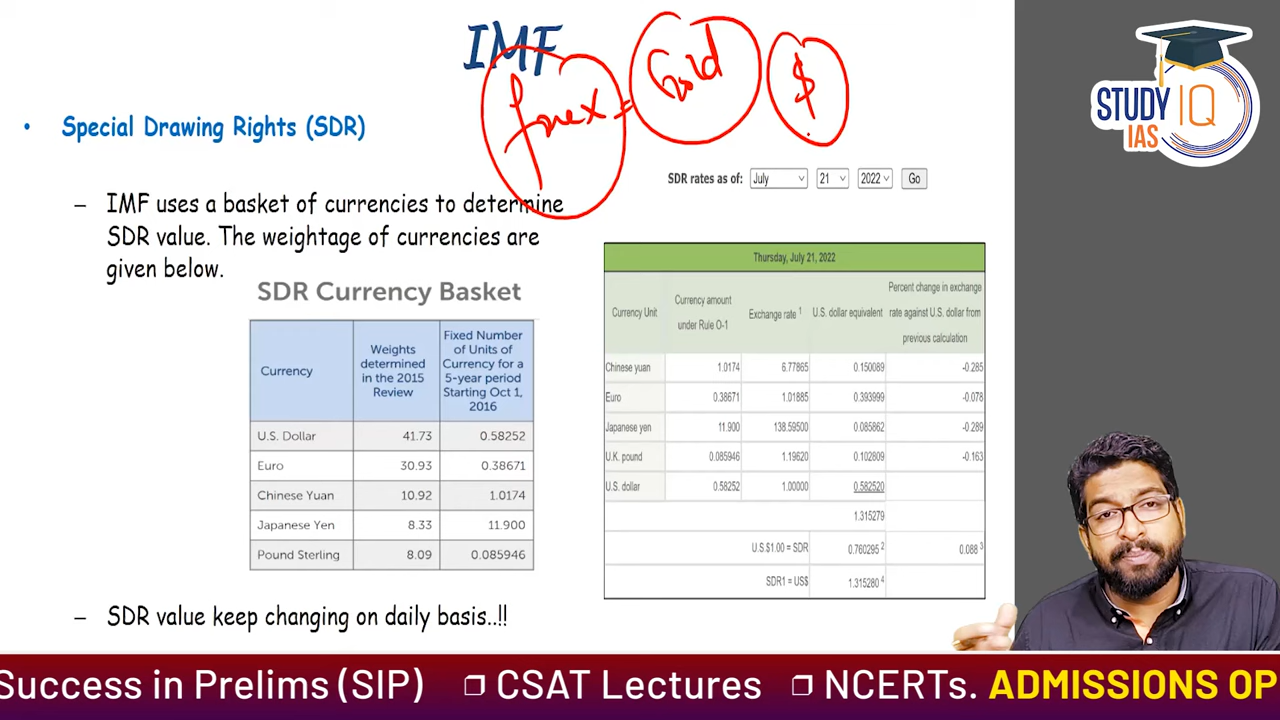 IMF
forex = Gold $
STUDY IQ
IAS
• Special Drawing Rights (SDR)
SDR rates as of: July 21 2022 Go
– IMF uses a basket of currencies to determine
SDR value. The weightage of currencies are
given below.
SDR Currency Basket
Currency
Weights
determined
in the 2015
Review
Fixed Number
of Units of
Currency for a
5-year period
Starting Oct 1,
2016
U.S. Dollar 41.73 0.58252
Euro 30.93 0.38671
Chinese Yuan 10.92 1.0174
Japanese Yen 8.33 11.900
Pound Sterling 8.09 0.085946
Thursday, July 21, 2022
Currency Unit
Currency amount
under Rule O-1
Exchange rate 1
U.S. dollar equivalent
Percent change in exchange
rate against U.S. dollar from
previous calculation
Chinese yuan 1.0174 6.77865 0.150089 -0.285
Euro 0.38671 1.01885 0.393999 -0.078
Japanese yen 11.900 138.59500 0.085862 -0.289
U.K. pound 0.085946 1.19620 0.102809 -0.163
U.S. dollar 0.58252 1.00000 0.582520
1.315279
U.S.$1.00 = SDR 0.760295 2 0.088 3
SDR1 = US$ 1.315280 4
– SDR value keep changing on daily basis..!!
Success in Prelims (SIP) ❒ CSAT Lectures ❒ NCERTs. ADMISSIONS OP